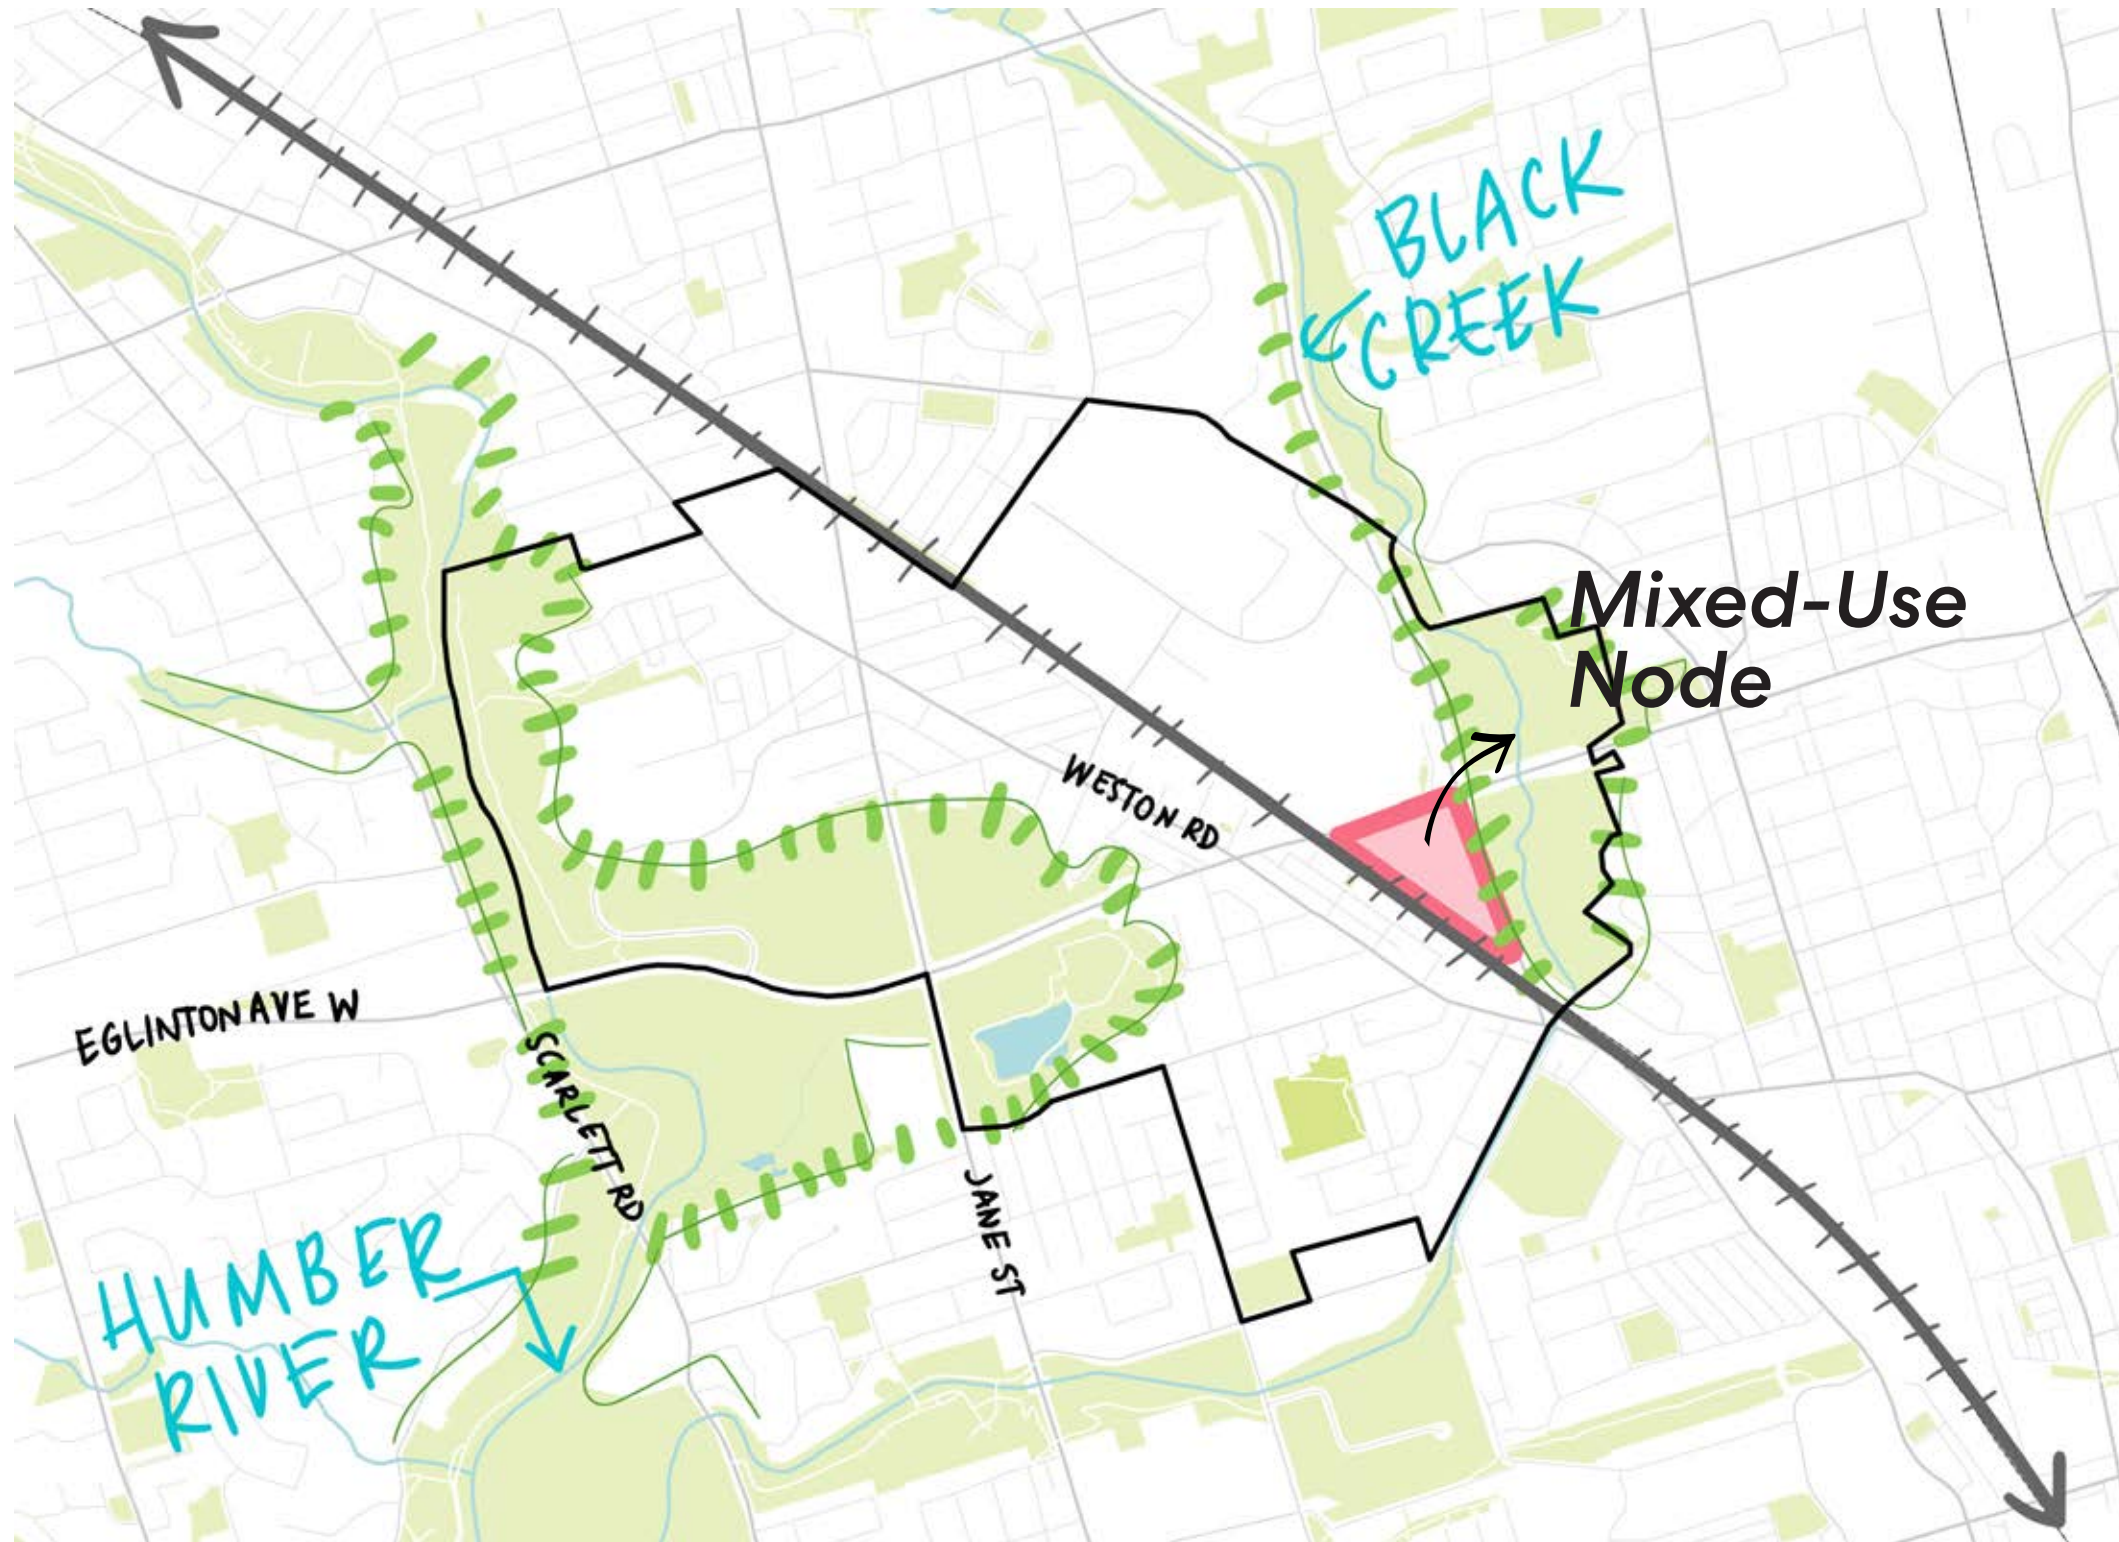 BLACK
CREEK
Mixed-Use
Node
WESTON RD
EGLINTON AVE W
SCARLETT RD
JANE ST
HUMBER
RIVER